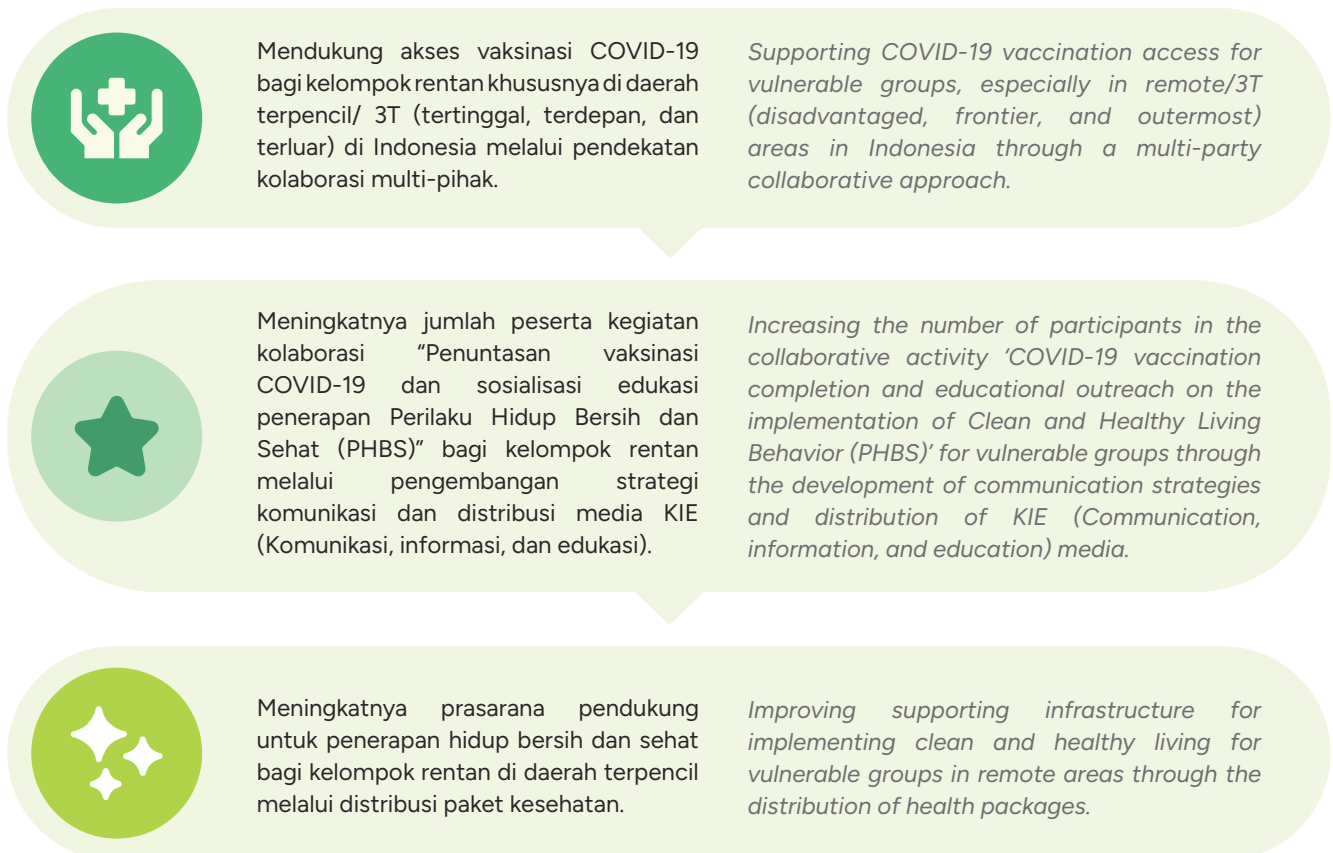 Mendukung akses vaksinasi COVID-19
bagi kelompok rentan khususnya di daerah
terpencil/ 3T (tertinggal, terdepan, dan
terluar) di Indonesia melalui pendekatan
kolaborasi multi-pihak.
Supporting COVID-19 vaccination access for
vulnerable groups, especially in remote/3T
(disadvantaged, frontier, and outermost)
areas in Indonesia through a multi-party
collaborative approach.
Meningkatnya jumlah peserta kegiatan
kolaborasi “Penuntasan vaksinasi
COVID-19 dan sosialisasi edukasi
penerapan Perilaku Hidup Bersih dan
Sehat (PHBS)” bagi kelompok rentan
melalui pengembangan strategi
komunikasi dan distribusi media KIE
(Komunikasi, informasi, dan edukasi).
Increasing the number of participants in the
collaborative activity ‘COVID-19 vaccination
completion and educational outreach on the
implementation of Clean and Healthy Living
Behavior (PHBS)’ for vulnerable groups through
the development of communication strategies
and distribution of KIE (Communication,
information, and education) media.
Meningkatnya prasarana pendukung
untuk penerapan hidup bersih dan sehat
bagi kelompok rentan di daerah terpencil
melalui distribusi paket kesehatan.
Improving supporting infrastructure for
implementing clean and healthy living for
vulnerable groups in remote areas through the
distribution of health packages.